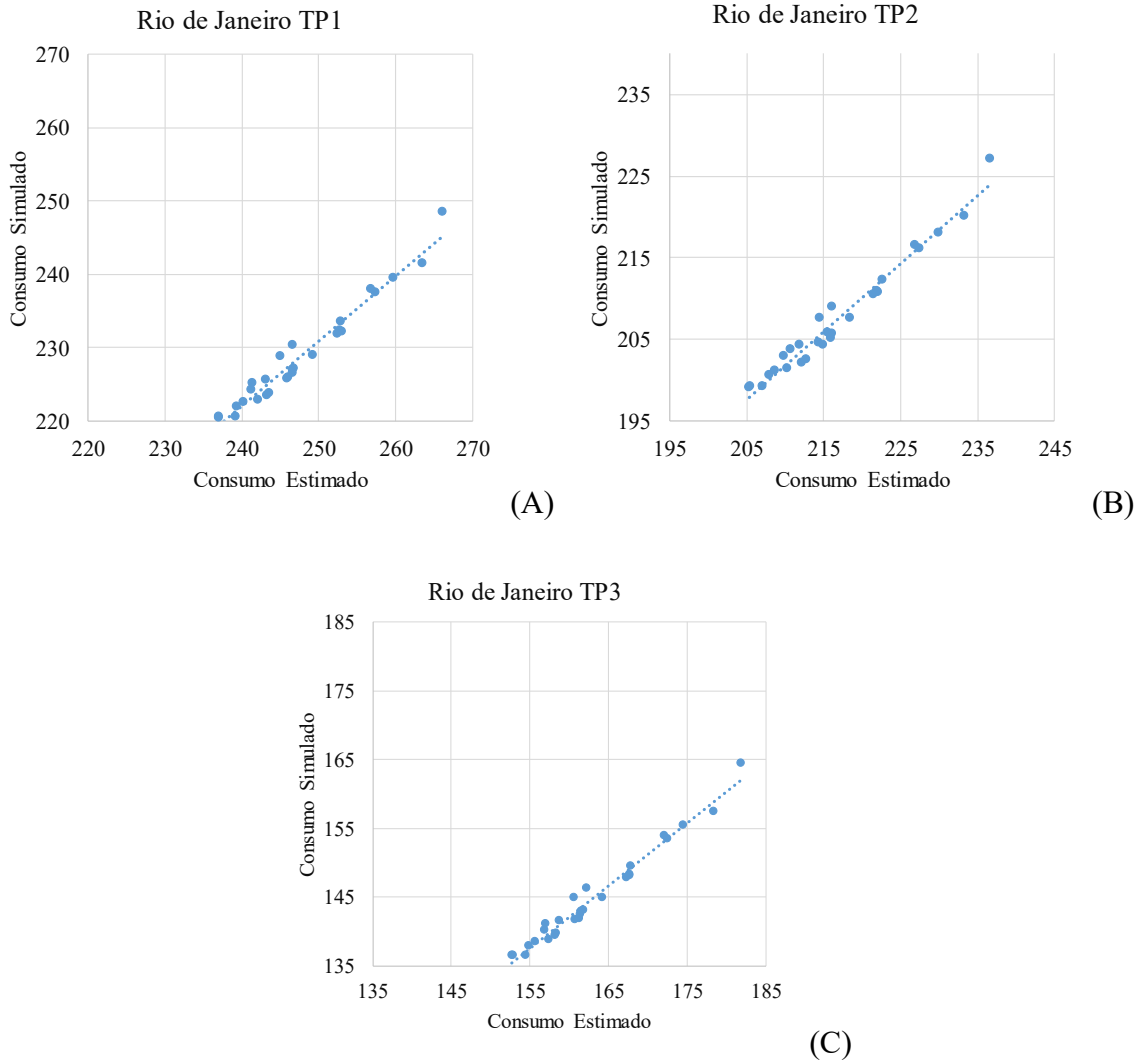 Rio de Janeiro TP1
270
260
250
240
230
220
220 230 240 250 260 270
Consumo Simulado
Consumo Estimado
(A)
Rio de Janeiro TP2
235
225
215
205
195
195 205 215 225 235 245
Consumo Simulado
Consumo Estimado
(B)
Rio de Janeiro TP3
185
175
165
155
145
135
135 145 155 165 175 185
Consumo Simulado
Consumo Estimado
(C)